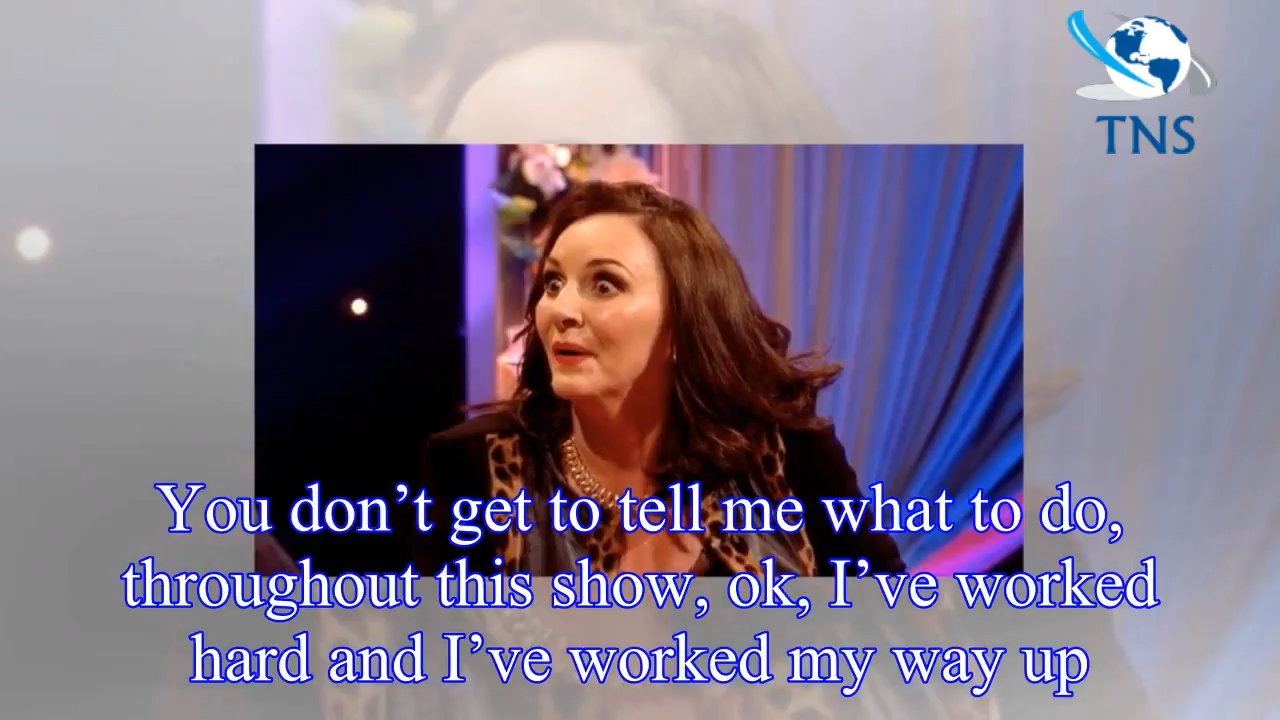 TNS
You don’t get to tell me what to do,
throughout this show, ok, I’ve worked
hard and I’ve worked my way up